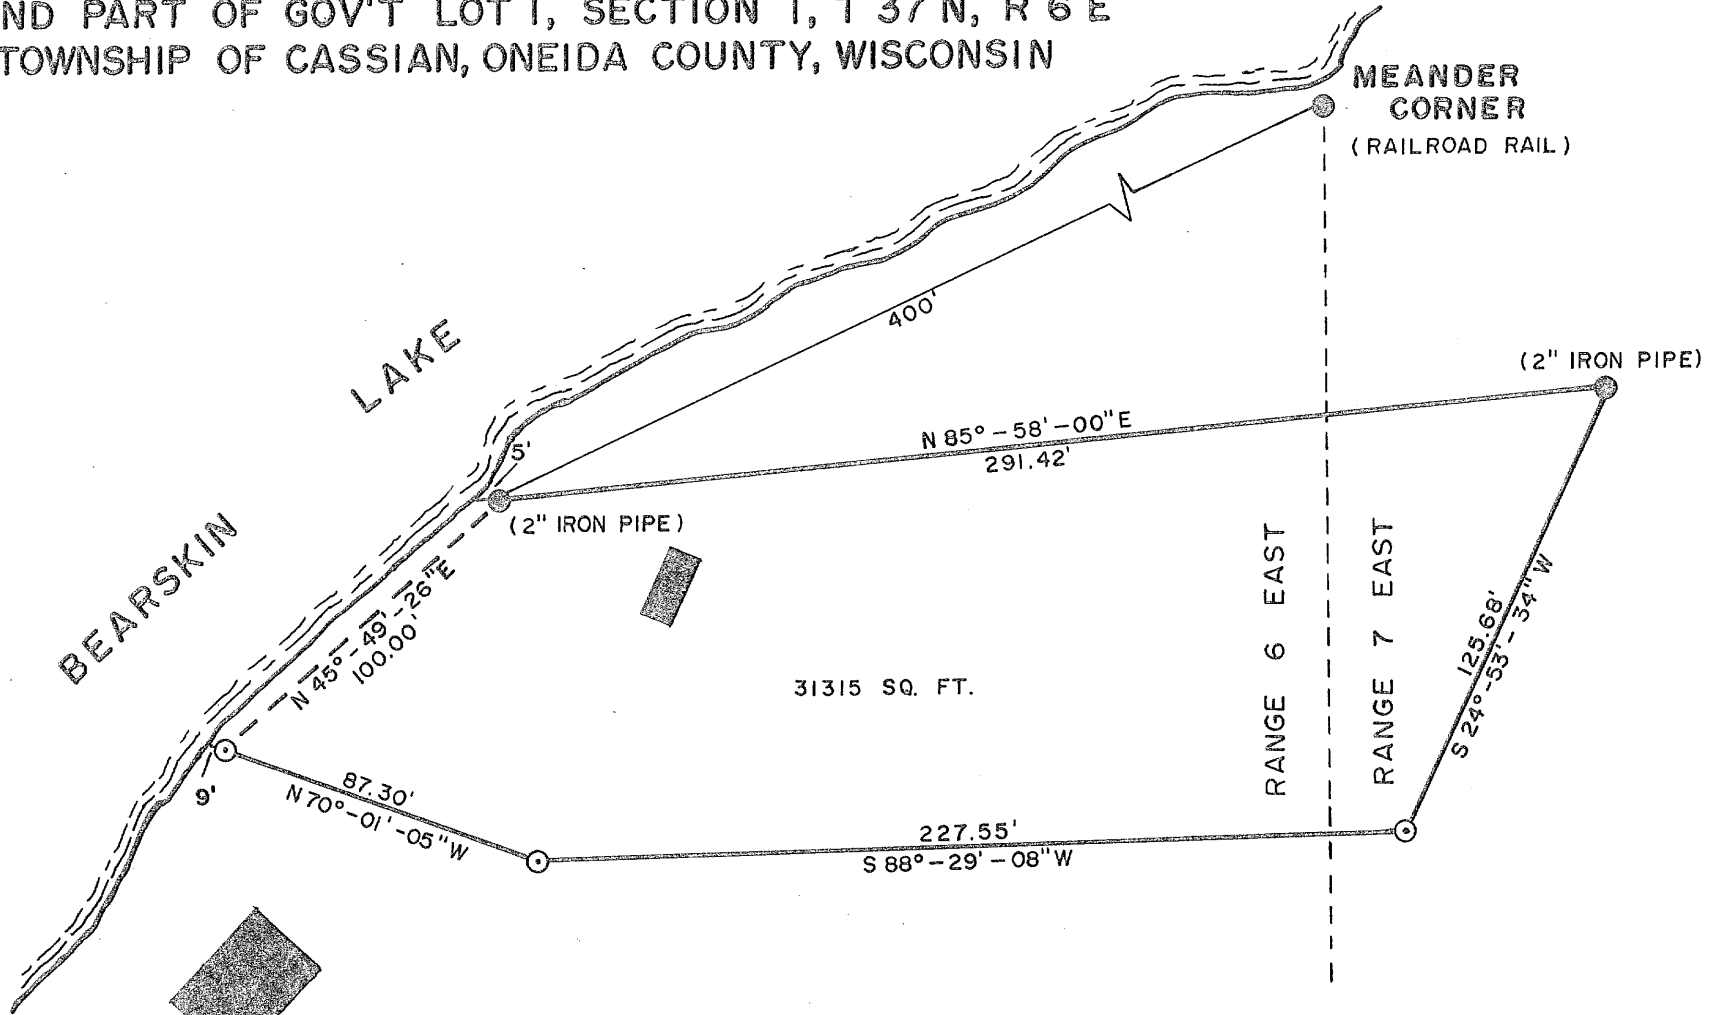 ND PART OF GOV'T LOT 1, SECTION 1, T 37 N, R 6 E
TOWNSHIP OF CASSIAN, ONEIDA COUNTY, WISCONSIN
MEANDER
CORNER
(RAILROAD RAIL)
400'
LAKE
(2" IRON PIPE)
N 85°-58'-00" E
291.42'
5'
(2" IRON PIPE)
BEARSKIN
N 45°-49'-26" E
100.00'
RANGE 6 EAST
RANGE 7 EAST
125.68'
S 24°-53'-34" W
31315 SQ. FT.
9'
87.30'
N 70°-01'-05" W
227.55'
S 88°-29'-08" W